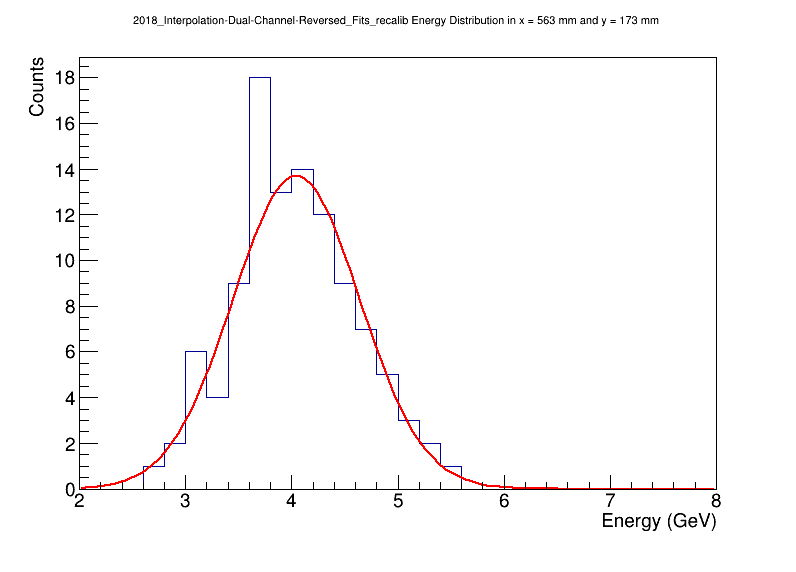 2018_Interpolation-Dual-Channel-Reversed_Fits_recalib Energy Distribution in x = 563 mm and y = 173 mm
Counts
18
16
14
12
10
8
6
4
2
0
2 3 4 5 6 7 8
Energy (GeV)